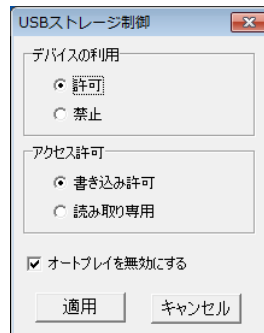 USBストレージ制御
デバイスの利用
許可
禁止
アクセス許可
書き込み許可
読み取り専用
オートプレイを無効にする
適用
キャンセル